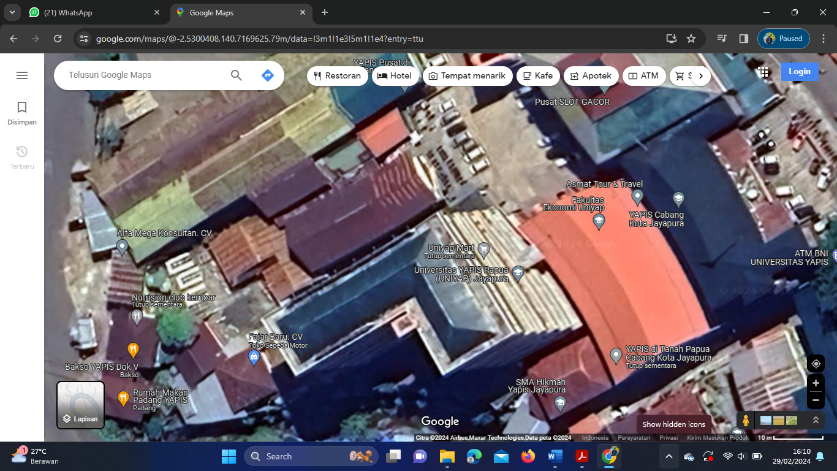 (21) WhatsApp
Google Maps
google.com/maps/@-2.5300408,140.7169625,79m/data=!3m1!1e3!5m1!1e4?entry=ttu
Paused
Telusuri Google Maps
Restoran
Hotel
Tempat menarik
Kafe
Apotek
ATM
Login
Disimpan
Terbaru
YAPIS Pusat di
Pusat SLOT GACOR
Asmat Tour & Travel
Fakultas
Ekonomi Uniyap
YAPIS Cabang
Kota Jayapura
Alfa Mega Konsultan. CV
Uniyap Mart
Tutup sementara
Universitas YAPIS Papua
(UNIYAP) Jayapura
ATM BNI
UNIVERSITAS YAPIS
Nutrision club kembar
Tutup sementara
Fajar Baru. CV
Toko Sepeda Motor
Bakso YAPIS Dok V
Bakso
Rumah Makan
Padang YAPIS
Padang
YAPIS di Tanah Papua
Cabang Kota Jayapura
Tutup sementara
SMA Hikmah
Yapis Jayapura
Lapisan
Google
Show hidden icons
Citra ©2024 Airbus,Maxar Technologies,Data peta ©2024
Indonesia
Persyaratan
Privasi
Kirim Masukan Produk
10 m
27°C
Berawan
Search
16:10
29/02/2024